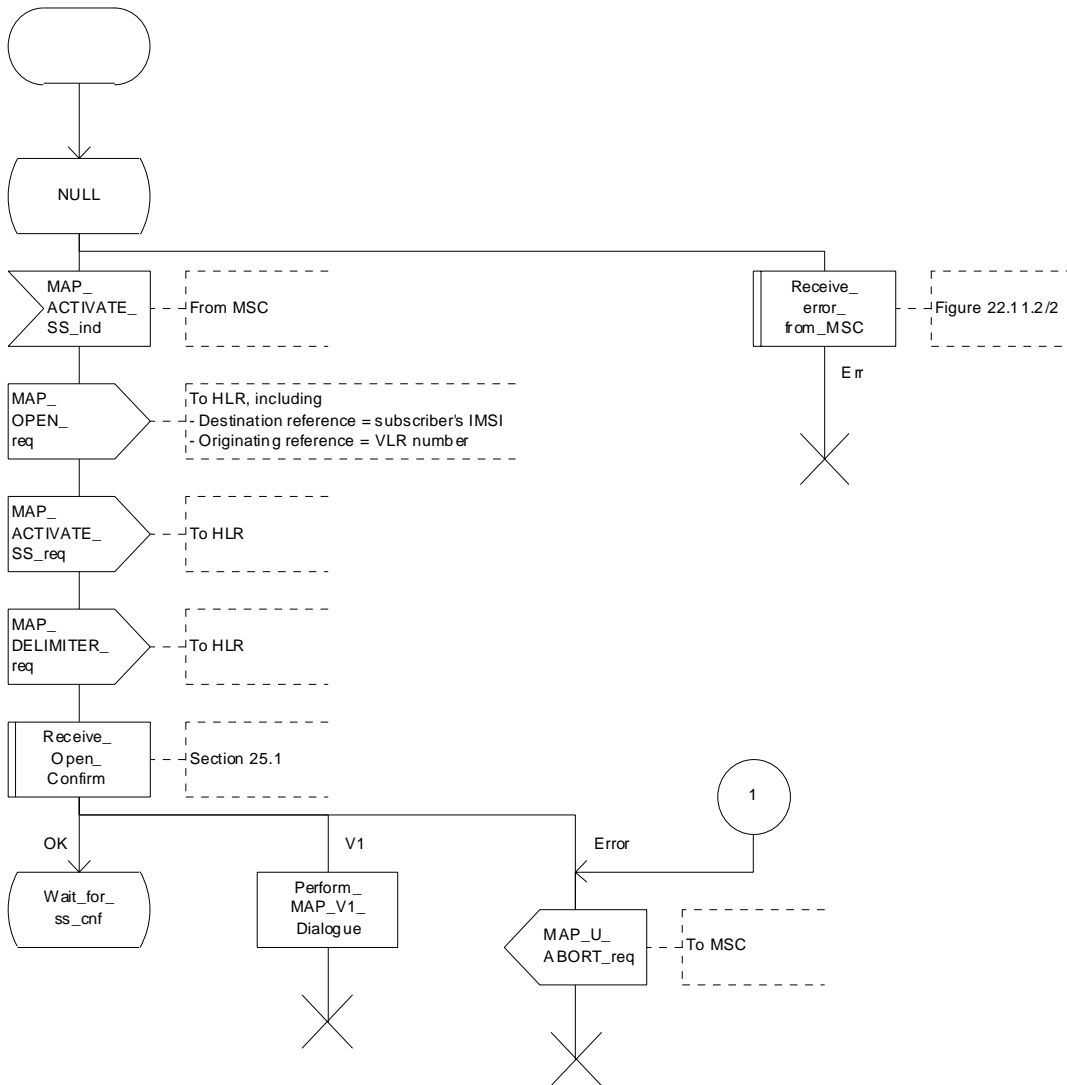 NULL
MAP_
ACTIVATE_
SS_ind
From MSC
Receive_
error_
from_MSC
Figure 22.11.2/2
Err
MAP_
OPEN_
req
To HLR, including
- Destination reference = subscriber's IMSI
- Originating reference = VLR number
MAP_
ACTIVATE_
SS_req
To HLR
MAP_
DELIMITER_
req
To HLR
Receive_
Open_
Confirm
Section 25.1
1
OK
V1
Error
Wait_for_
ss_cnf
Perform_
MAP_V1_
Dialogue
MAP_U_
ABORT_req
To MSC